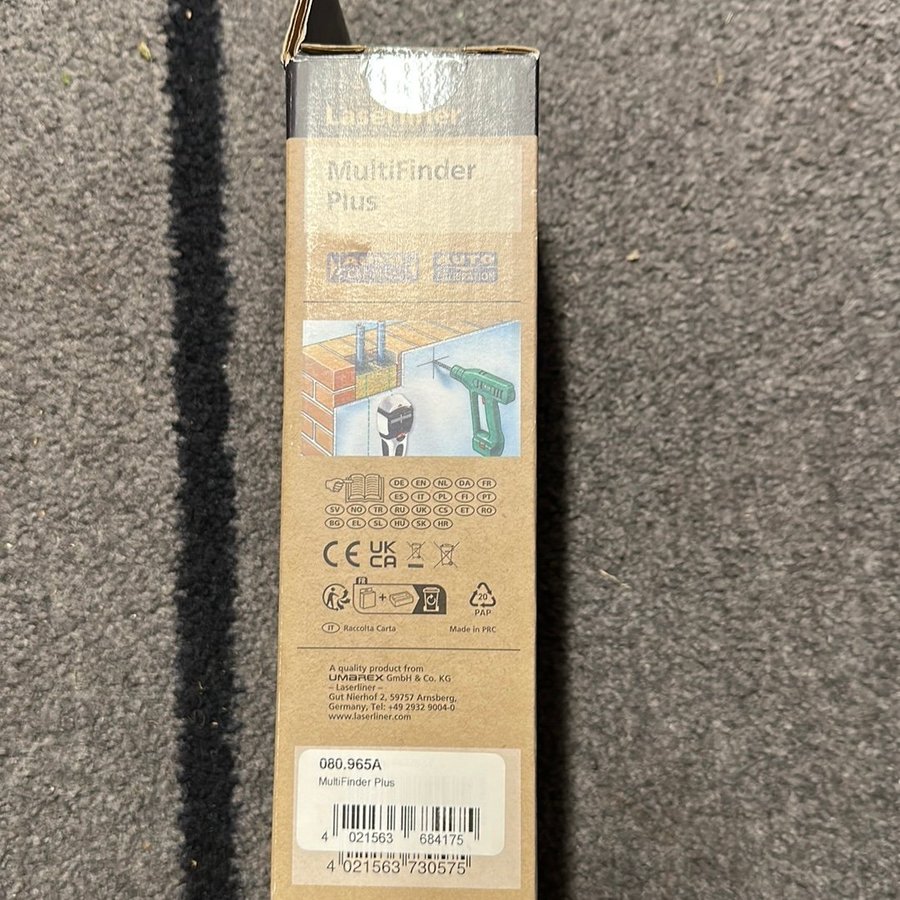 Laserliner
MultiFinder
Plus
AUTO
DE EN NL DA FR
ES IT PL FI PT
SV NO TR RU UK CS ET RO
BG EL SL HU SK HR
CE UK
CA
FR
+
20
PAP
IT Raccolta Carta Made in PRC
A quality product from
UMAREX GmbH & Co. KG
– Laserliner –
Gut Nierhof 2, 59757 Arnsberg,
Germany, Tel: +49 2932 9004-0
www.laserliner.com
080.965A
MultiFinder Plus
4 021563 684175
4 021563 730575